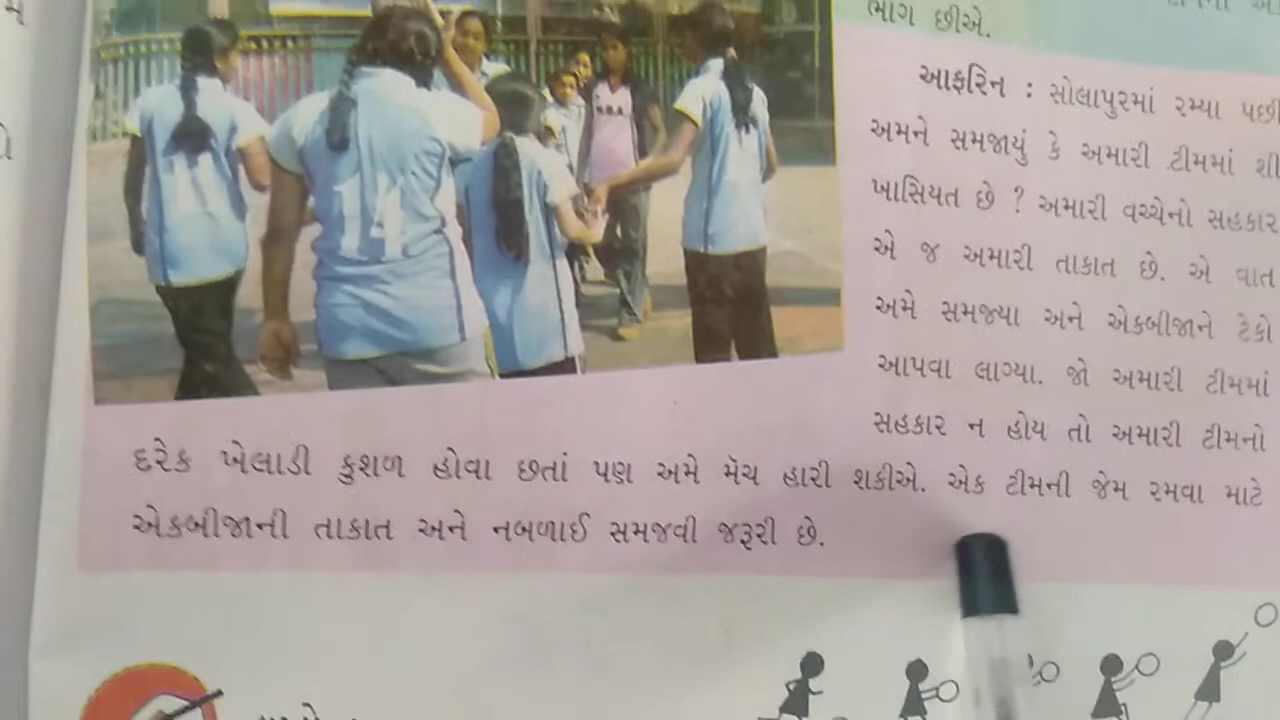 ભાગ છીએ.
આફરિન : સોલાપુરમાં રમ્યા પછી
અમને સમજાયું કે અમારી ટીમમાં શી
ખાસિયત છે ? અમારી વચ્ચેનો સહકાર
એ જ અમારી તાકાત છે. એ વાત
અમે સમજ્યા અને એકબીજાને ટેકો
આપવા લાગ્યા. જો અમારી ટીમમાં
સહકાર ન હોય તો અમારી ટીમનો
દરેક ખેલાડી કુશળ હોવા છતાં પણ અમે મૅચ હારી શકીએ. એક ટીમની જેમ રમવા માટે
એકબીજાની તાકાત અને નબળાઈ સમજવી જરૂરી છે.